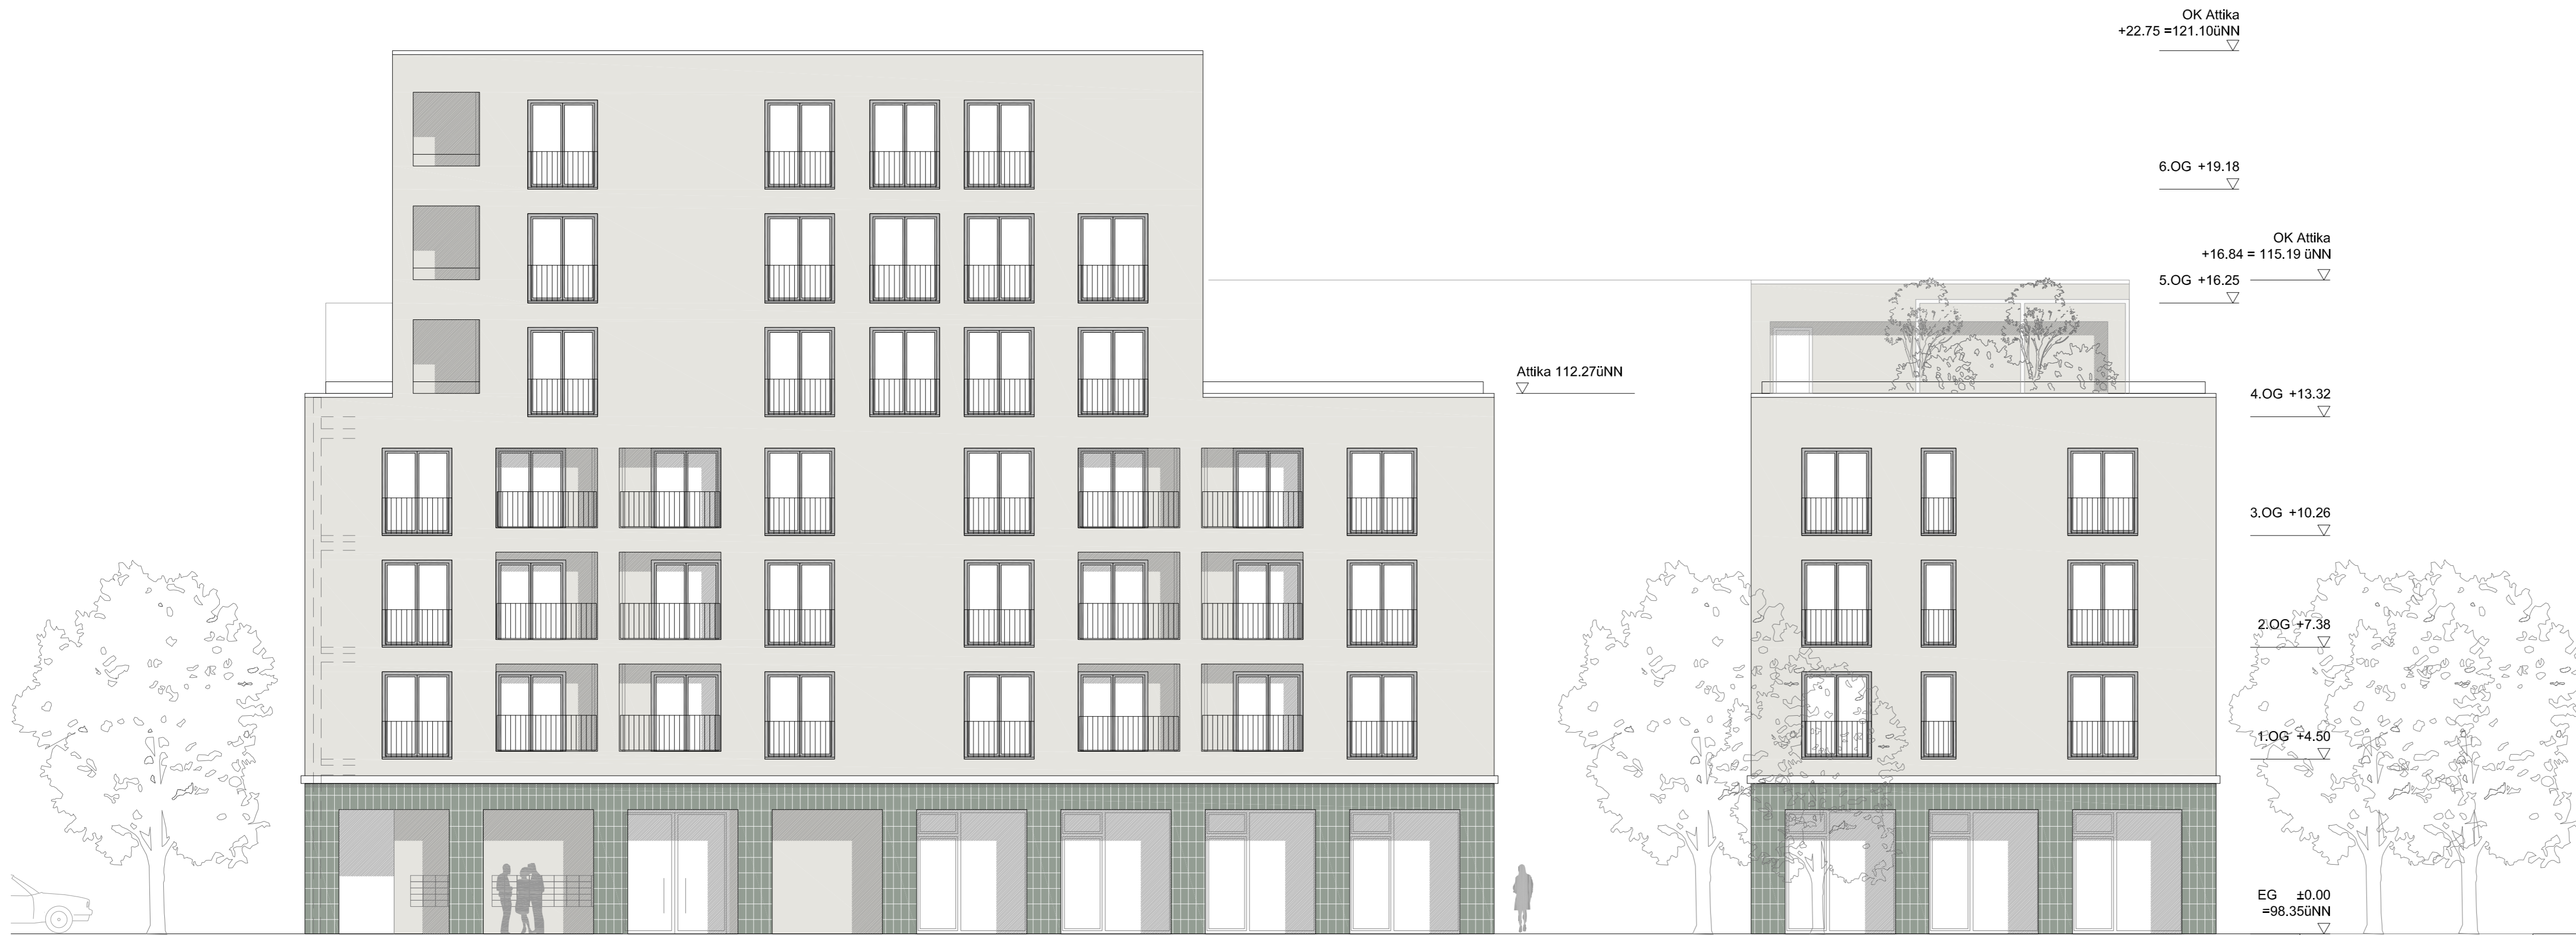 OK Attika
+22.75 =121.10üNN
6.OG +19.18
OK Attika
+16.84 = 115.19 üNN
5.OG +16.25
Attika 112.27üNN
4.OG +13.32
3.OG +10.26
2.OG +7.38
1.OG +4.50
EG ±0.00
=98.35üNN